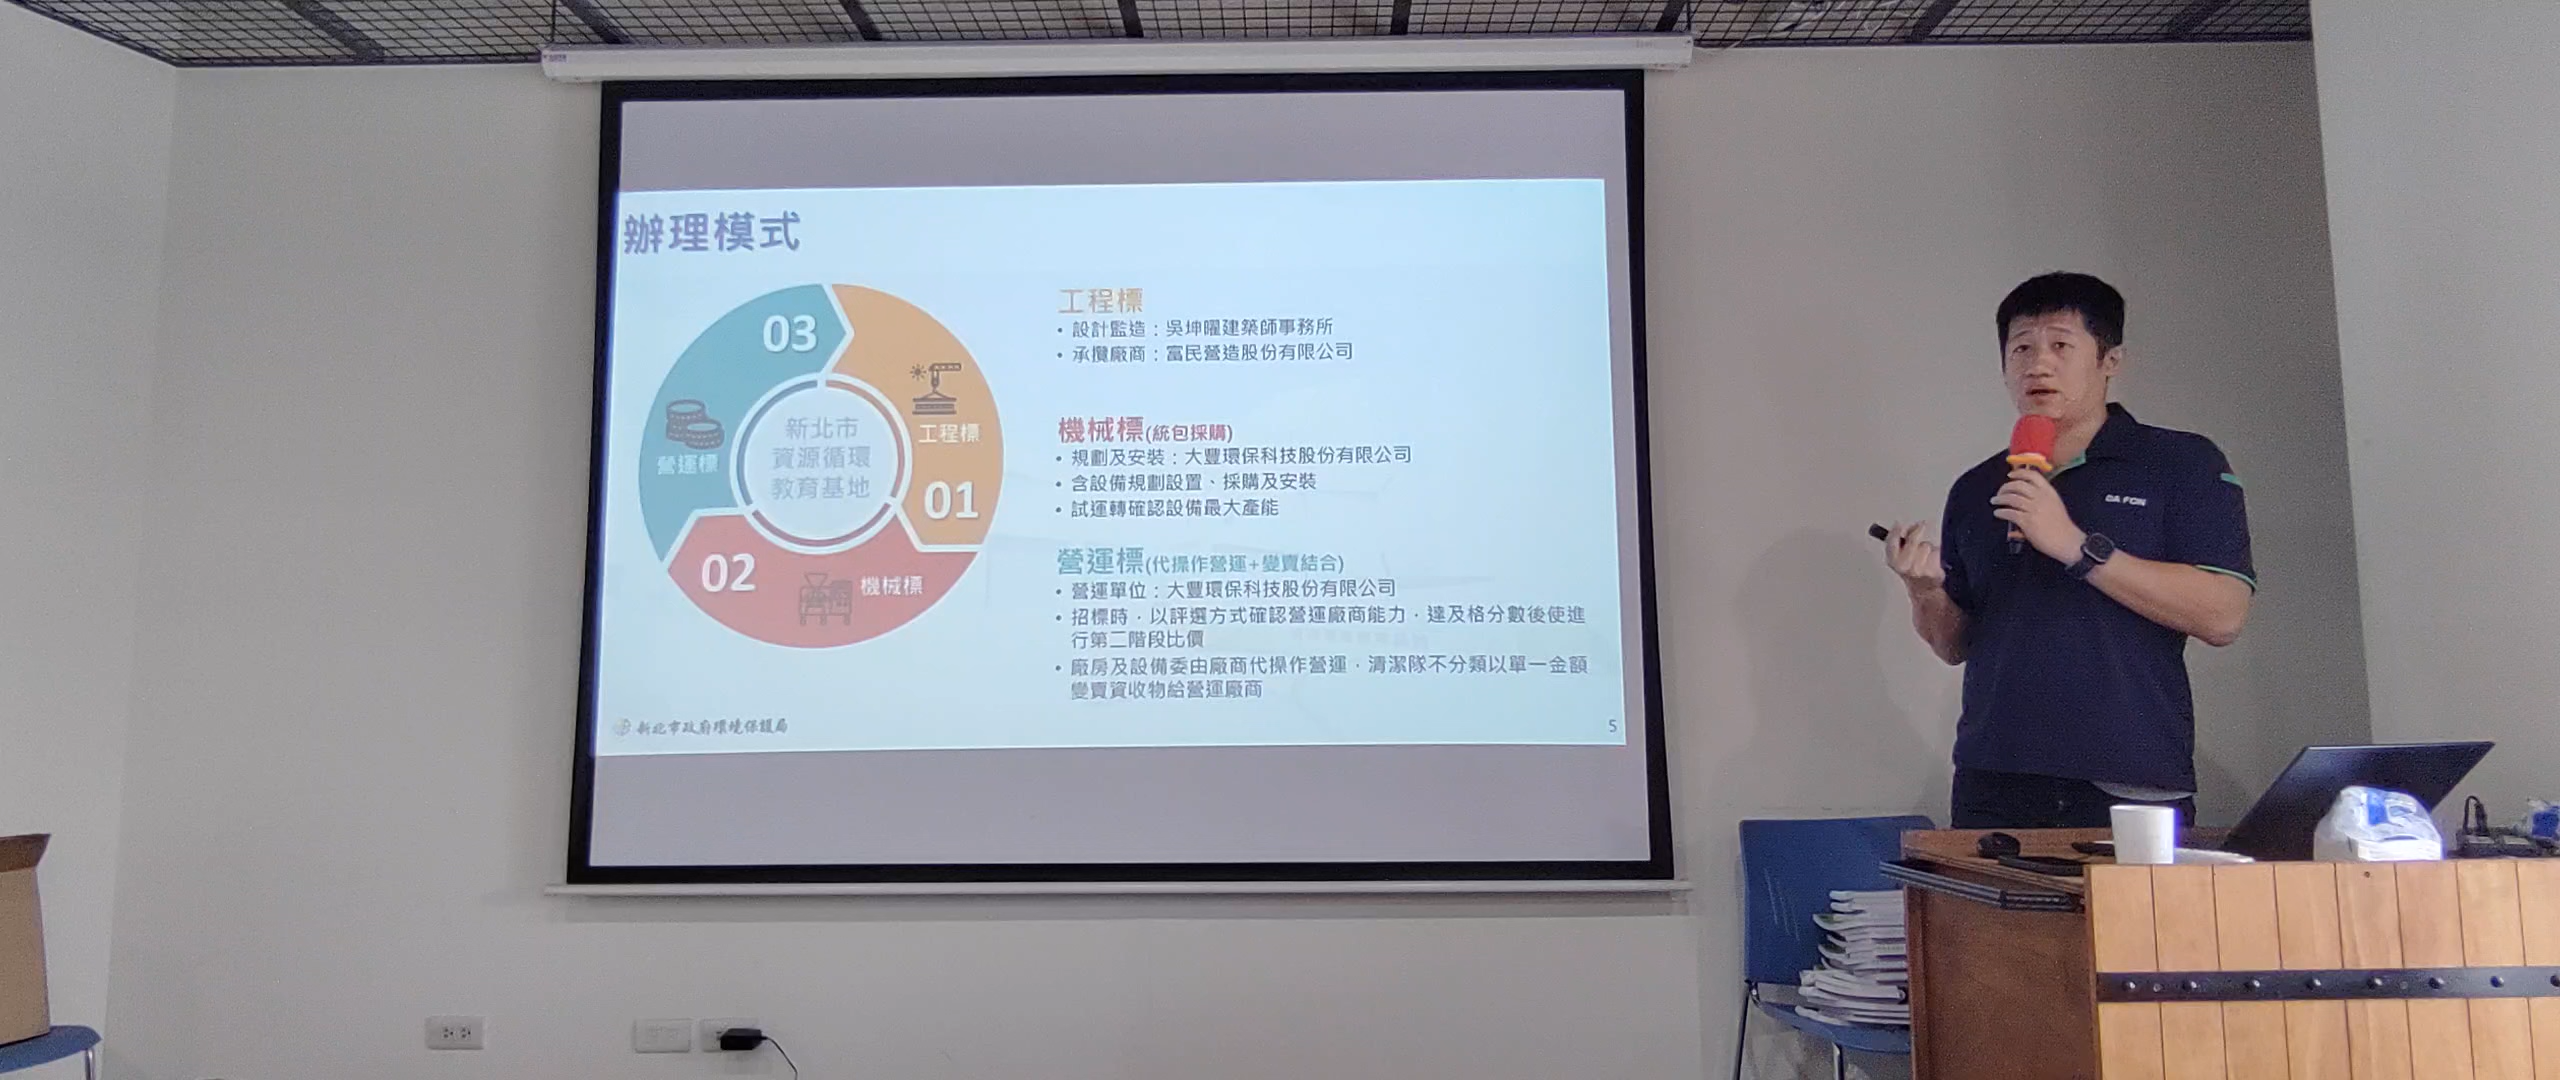 辦理模式
03
工程標
01
新北市
資源循環
教育基地
營運標
02
機械標
工程標
• 設計監造：吳坤曜建築師事務所
• 承攬廠商：富民營造股份有限公司
機械標(統包採購)
• 規劃及安裝：大豐環保科技股份有限公司
• 含設備規劃設置、採購及安裝
• 試運轉確認設備最大產能
營運標(代操作營運+變賣結合)
• 營運單位：大豐環保科技股份有限公司
• 招標時，以評選方式確認營運廠商能力，達及格分數後使進
行第二階段比價
• 廠房及設備委由廠商代操作營運，清潔隊不分類以單一金額
變賣資收物給營運廠商
新北市政府環境保護局
5
DA FON